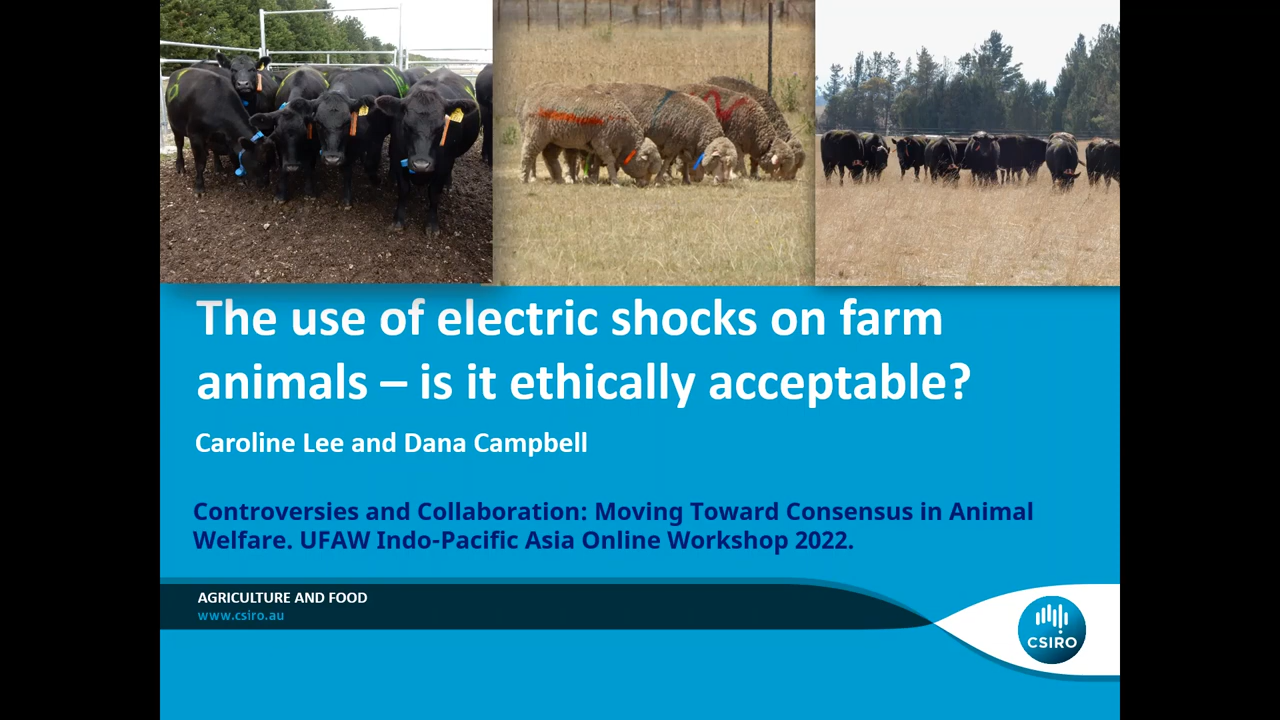 The use of electric shocks on farm
animals – is it ethically acceptable?
Caroline Lee and Dana Campbell
Controversies and Collaboration: Moving Toward Consensus in Animal
Welfare. UFAW Indo-Pacific Asia Online Workshop 2022.
AGRICULTURE AND FOOD
www.csiro.au
CSIRO